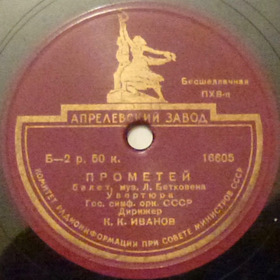 Бесшовачная
ПХВ-п
АПРЕЛЕВСКИЙ ЗАВОД
Б—2 р. 50 к.
16605
ПРОМЕТЕЙ
балет, муз. Л. Бетховена
Увертюра
Гос. симф. орк. СССР
Дирижер
К. К. ИВАНОВ
КОМИТЕТ РАДИОИНФОРМАЦИИ ПРИ СОВЕТЕ МИНИСТРОВ СССР